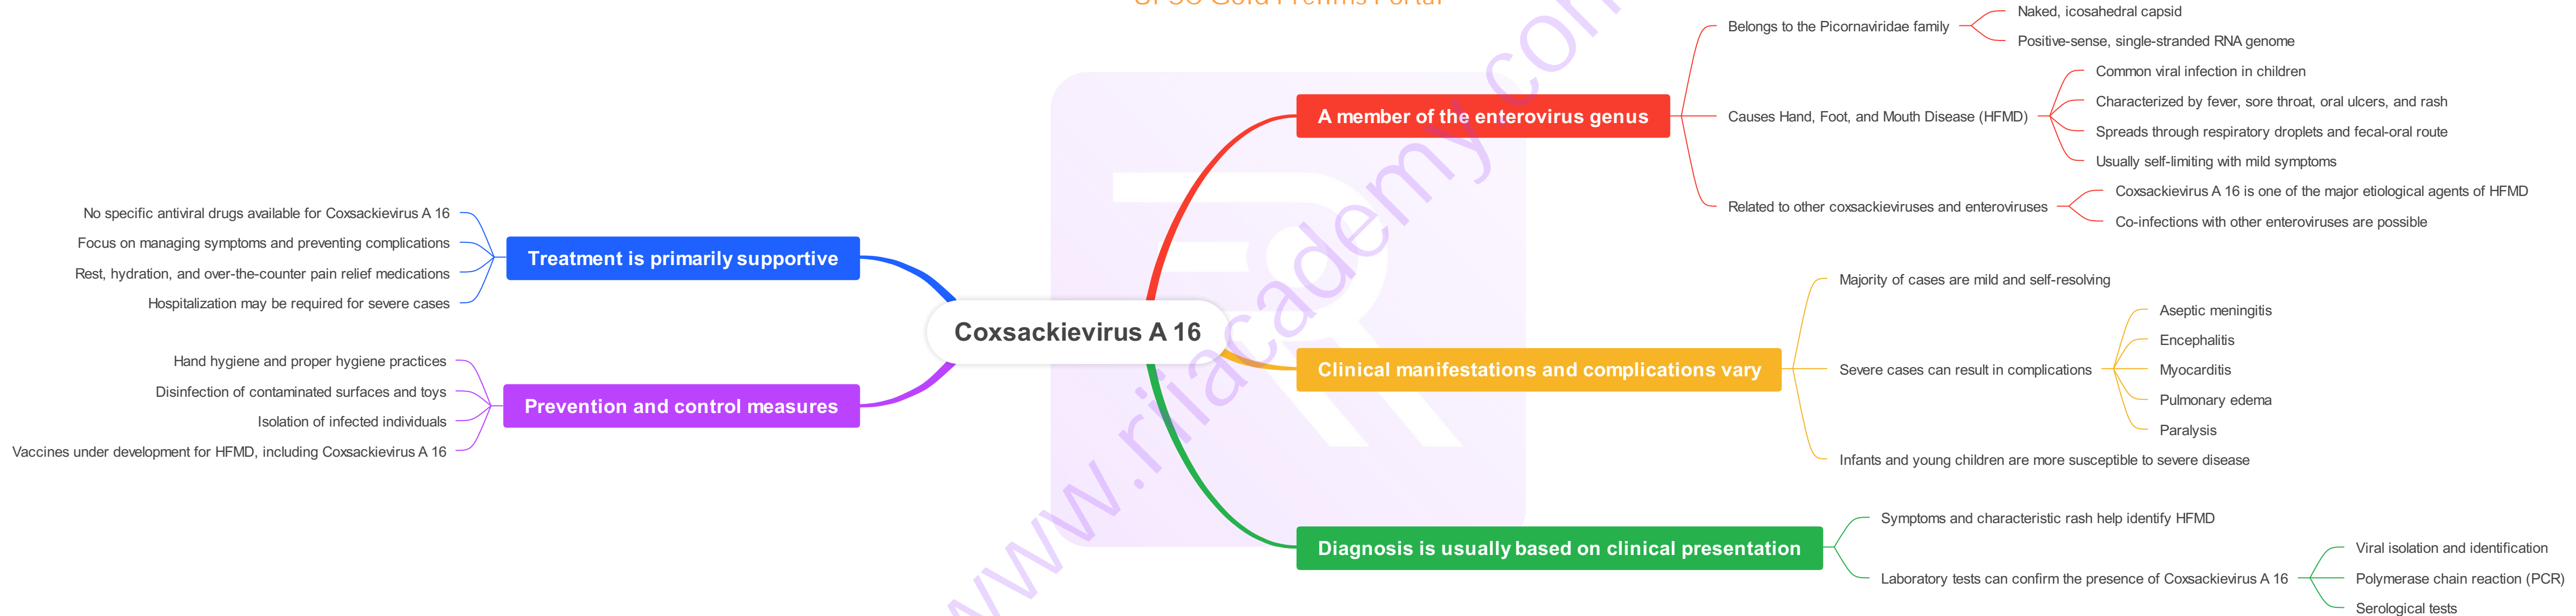 UPSC Gold Prelims Portal
Coxsackievirus A 16
A member of the enterovirus genus
Belongs to the Picornaviridae family
Naked, icosahedral capsid
Positive-sense, single-stranded RNA genome
Causes Hand, Foot, and Mouth Disease (HFMD)
Common viral infection in children
Characterized by fever, sore throat, oral ulcers, and rash
Spreads through respiratory droplets and fecal-oral route
Usually self-limiting with mild symptoms
Related to other coxsackieviruses and enteroviruses
Coxsackievirus A 16 is one of the major etiological agents of HFMD
Co-infections with other enteroviruses are possible
Clinical manifestations and complications vary
Majority of cases are mild and self-resolving
Severe cases can result in complications
Aseptic meningitis
Encephalitis
Myocarditis
Pulmonary edema
Paralysis
Infants and young children are more susceptible to severe disease
Diagnosis is usually based on clinical presentation
Symptoms and characteristic rash help identify HFMD
Laboratory tests can confirm the presence of Coxsackievirus A 16
Viral isolation and identification
Polymerase chain reaction (PCR)
Serological tests
Treatment is primarily supportive
No specific antiviral drugs available for Coxsackievirus A 16
Focus on managing symptoms and preventing complications
Rest, hydration, and over-the-counter pain relief medications
Hospitalization may be required for severe cases
Prevention and control measures
Hand hygiene and proper hygiene practices
Disinfection of contaminated surfaces and toys
Isolation of infected individuals
Vaccines under development for HFMD, including Coxsackievirus A 16